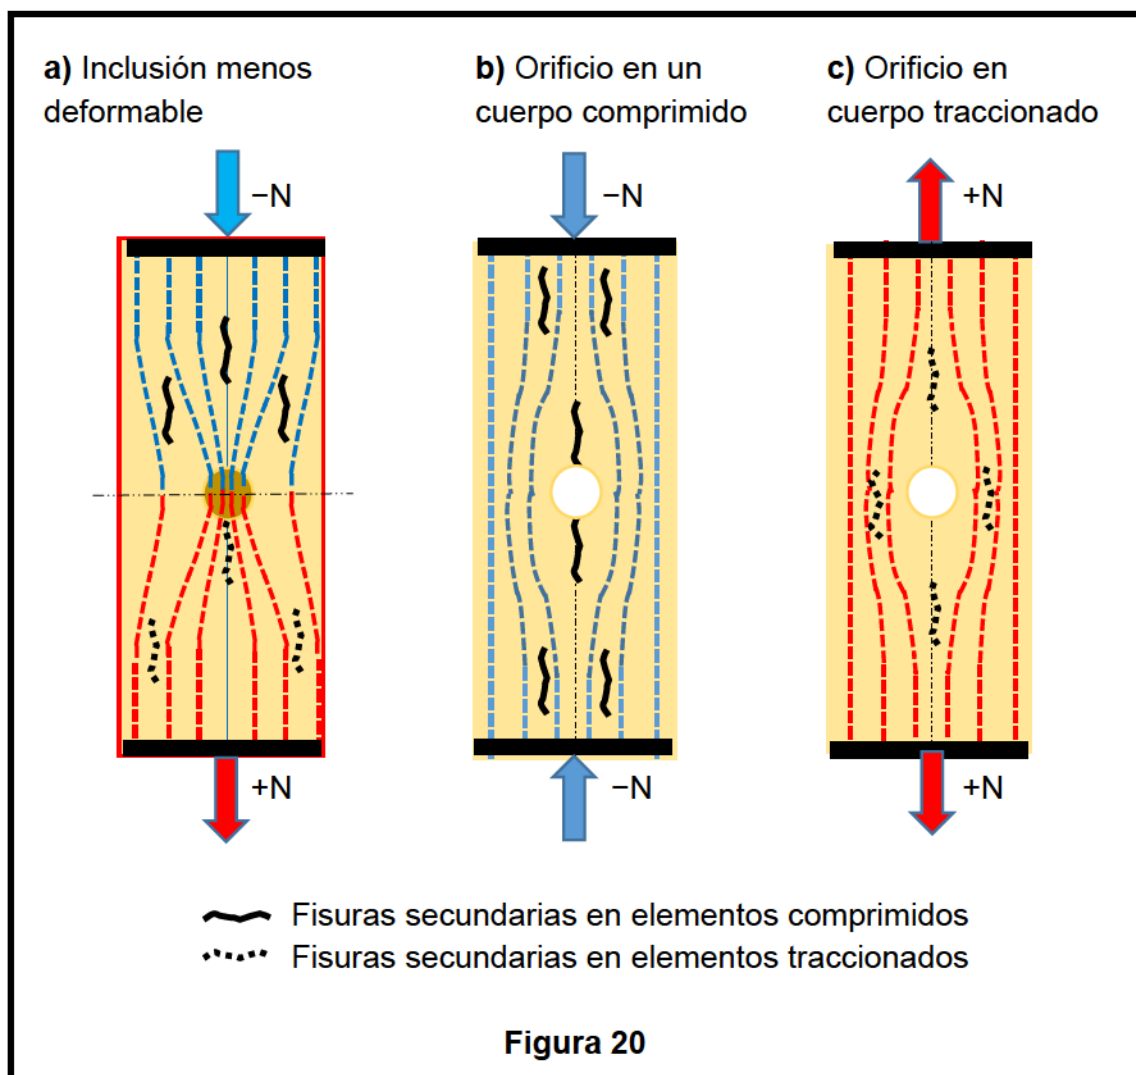 a) Inclusión menos
deformable
b) Orificio en un
cuerpo comprimido
c) Orificio en
cuerpo traccionado
−N
−N
+N
+N
−N
+N
Fisuras secundarias en elementos comprimidos
Fisuras secundarias en elementos traccionados
Figura 20